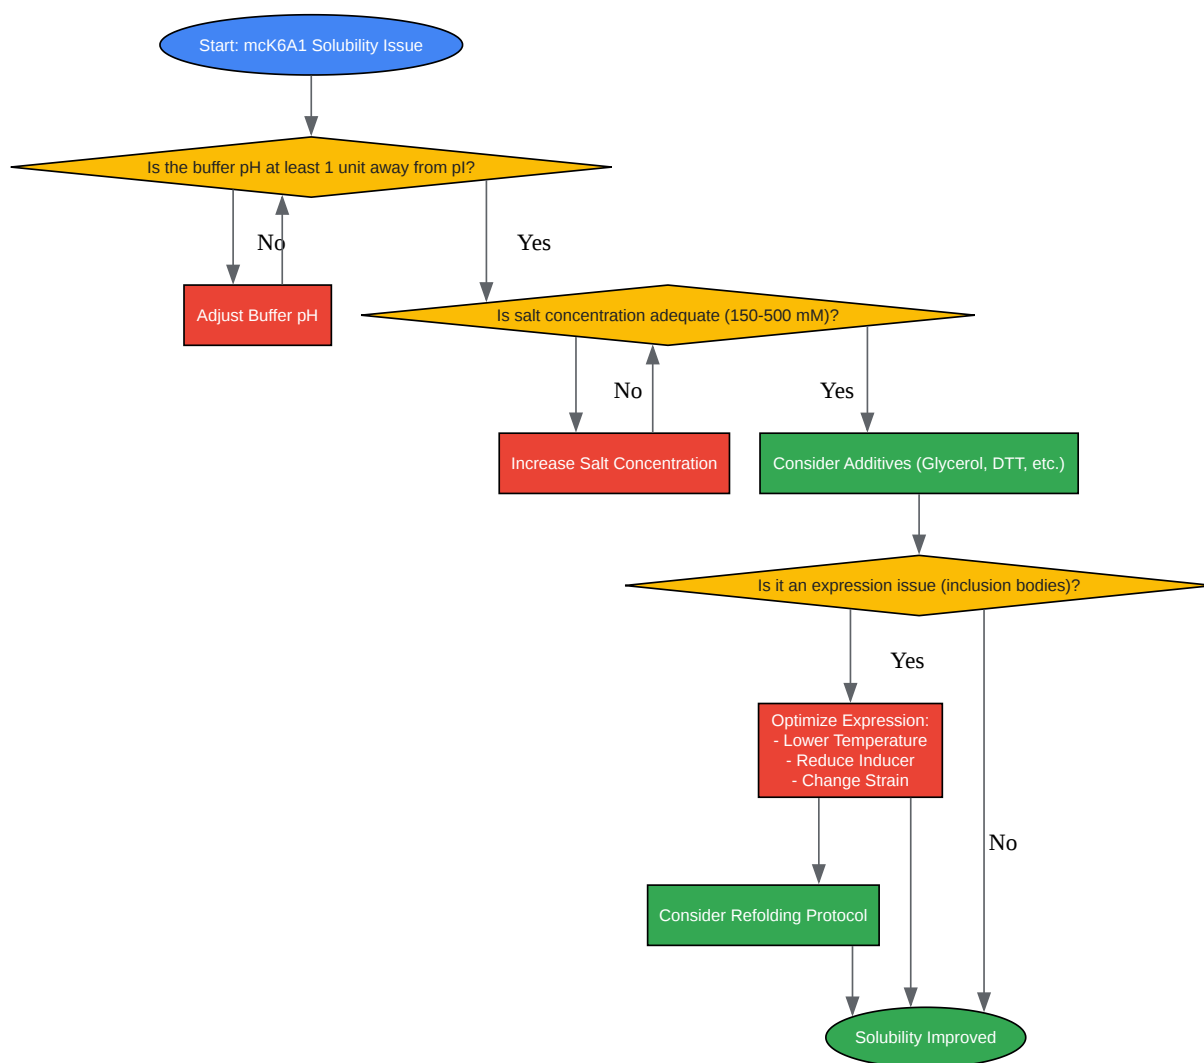 Start: mcK6A1 Solubility Issue
Is the buffer pH at least 1 unit away from pI?
No
Yes
Adjust Buffer pH
Is salt concentration adequate (150-500 mM)?
No
Yes
Increase Salt Concentration
Consider Additives (Glycerol, DTT, etc.)
Is it an expression issue (inclusion bodies)?
Yes
Optimize Expression:
- Lower Temperature
- Reduce Inducer
- Change Strain
No
Consider Refolding Protocol
Solubility Improved